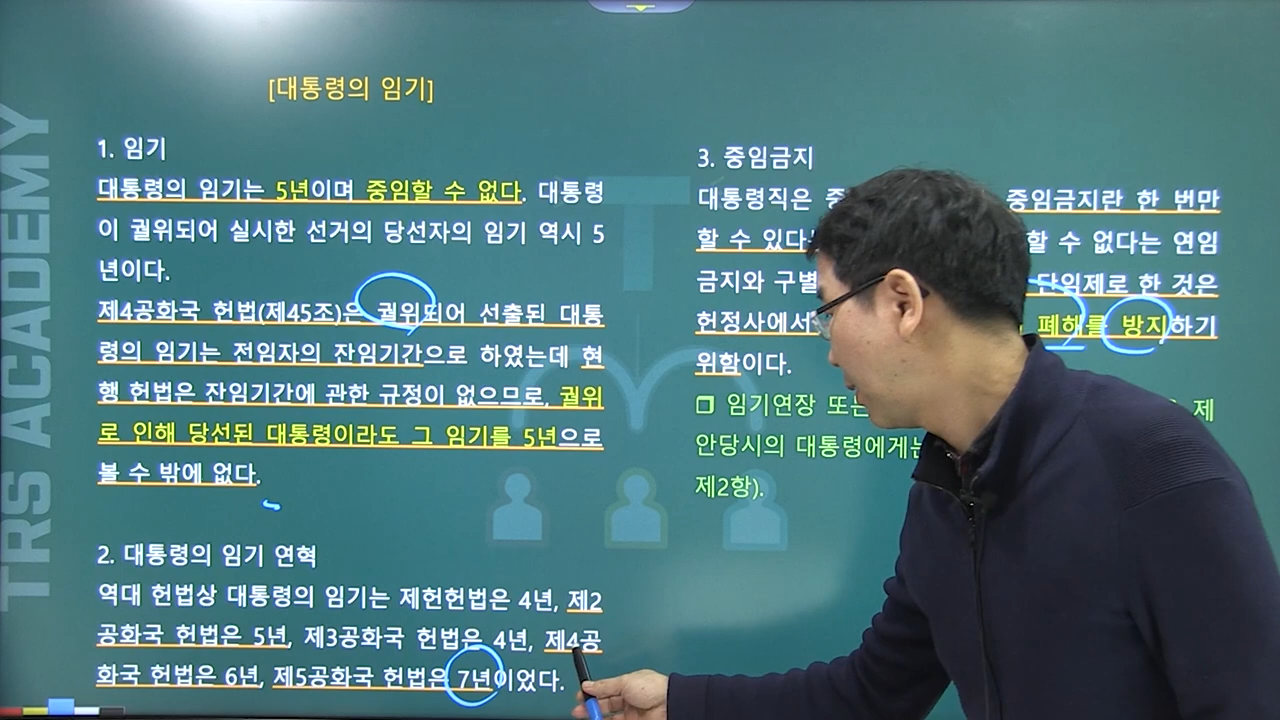 TRS ACADEMY
[대통령의 임기]
1. 임기
대통령의 임기는 5년이며 중임할 수 없다. 대통령
이 궐위되어 실시한 선거의 당선자의 임기 역시 5
년이다.
제4공화국 헌법(제45조)은 궐위되어 선출된 대통
령의 임기는 전임자의 잔임기간으로 하였는데 현
행 헌법은 잔임기간에 관한 규정이 없으므로, 궐위
로 인해 당선된 대통령이라도 그 임기를 5년으로
볼 수 밖에 없다.
2. 대통령의 임기 연혁
역대 헌법상 대통령의 임기는 제헌헌법은 4년, 제2
공화국 헌법은 5년, 제3공화국 헌법은 4년, 제4공
화국 헌법은 6년, 제5공화국 헌법은 7년이었다.
3. 중임금지
대통령직은 중임금지란 한 번만
할 수 있다 할 수 없다는 연임
금지와 구별 단임제로 한 것은
헌정사에서 폐해를 방지하기
위함이다.
❒ 임기연장 또는 제
안당시의 대통령에게는
제2항).